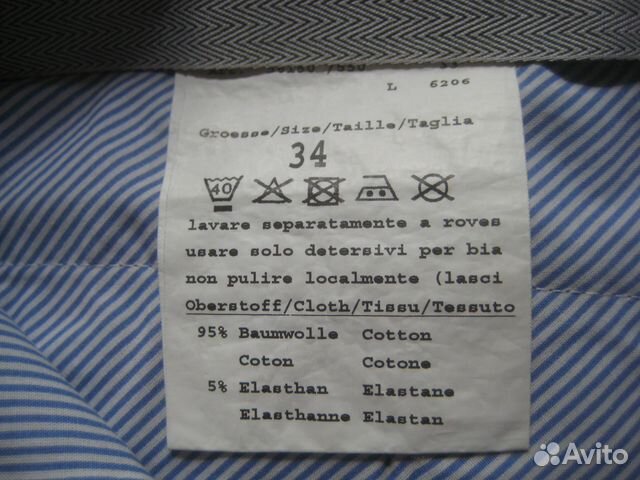 L 6206
Groesse/Size/Taille/Taglia
34
40
lavare separatamente a roves
usare solo detersivi per bia
non pulire localmente (lasci
Oberstoff/Cloth/Tissu/Tessuto
95% Baumwolle Cotton
Coton Cotone
5% Elasthan Elastane
Elasthanne Elastan
Avito